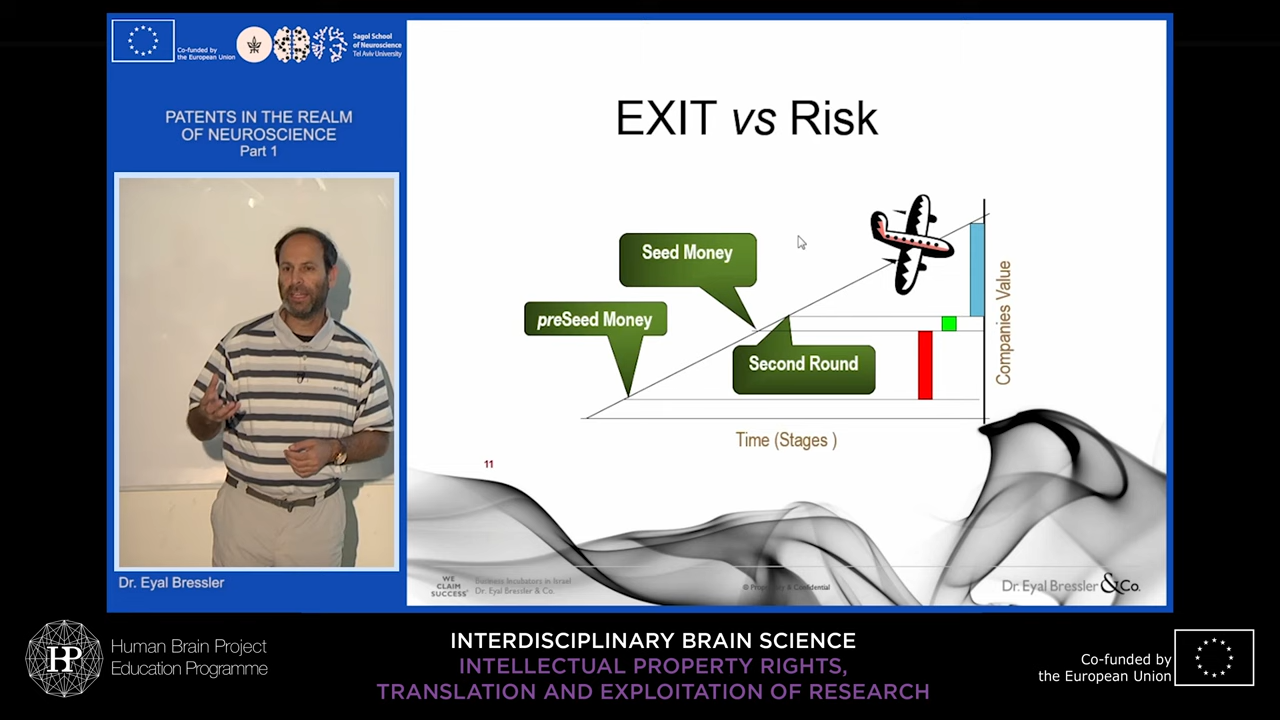 Co-funded by
the European Union
Sagol School
of Neuroscience
Tel Aviv University
PATENTS IN THE REALM
OF NEUROSCIENCE
Part 1
Dr. Eyal Bressler
EXIT vs Risk
Seed Money
preSeed Money
Second Round
Companies Value
Time (Stages )
11
WE
CLAIM
SUCCESS
Business Incubators in Israel
Dr. Eyal Bressler & Co.
© Proprietary & Confidential
Dr. Eyal Bressler &Co.
HBP
Human Brain Project
Education Programme
INTERDISCIPLINARY BRAIN SCIENCE
INTELLECTUAL PROPERTY RIGHTS,
TRANSLATION AND EXPLOITATION OF RESEARCH
Co-funded by
the European Union